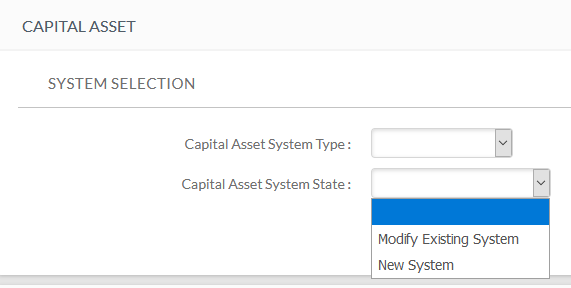 CAPITAL ASSET
SYSTEM SELECTION
Capital Asset System Type :
Capital Asset System State :
Modify Existing System
New System